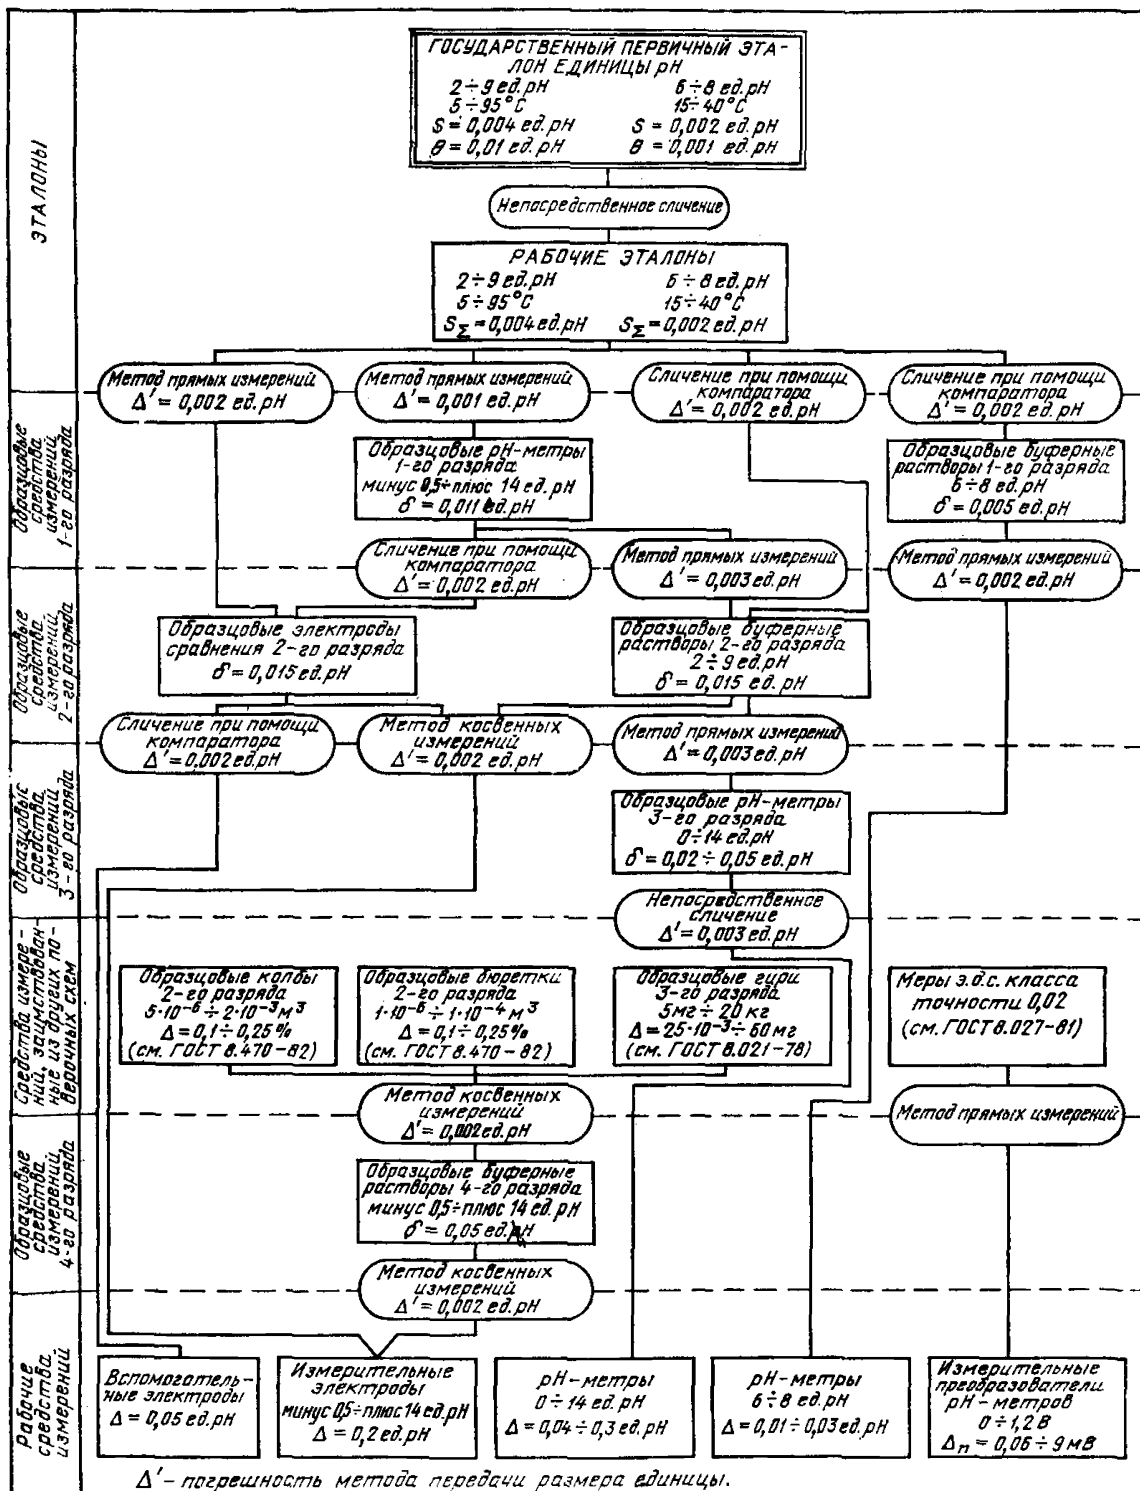 ЭТАЛОНЫ
ГОСУДАРСТВЕННЫЙ ПЕРВИЧНЫЙ ЭТА-
ЛОН ЕДИНИЦЫ pH
2÷9 ед.pH 6÷8 ед.pH
5÷95°C 15÷40°C
S = 0,004 ед.pH S = 0,002 ед.pH
θ = 0,01 ед.pH θ = 0,001 ед.pH
Непосредственное сличение
РАБОЧИЕ ЭТАЛОНЫ
2÷9 ед.pH 6÷8 ед.pH
5÷95°C 15÷40°C
S_Σ = 0,004 ед.pH S_Σ = 0,002 ед.pH
Метод прямых измерений
Δ' = 0,002 ед.pH
Метод прямых измерений
Δ' = 0,001 ед.pH
Сличение при помощи
компаратора
Δ' = 0,002 ед.pH
Сличение при помощи
компаратора
Δ' = 0,002 ед.pH
Образцовые
средства
измерений
1-го разряда
Образцовые pH-метры
1-го разряда
минус 0,5÷плюс 14 ед.pH
δ = 0,011 ед.pH
Образцовые буферные
растворы 1-го разряда
6÷8 ед.pH
δ = 0,005 ед.pH
Сличение при помощи
компаратора
Δ' = 0,002 ед.pH
Метод прямых измерений
Δ' = 0,003 ед.pH
Метод прямых измерений
Δ' = 0,002 ед.pH
Образцовые
средства
измерений
2-го разряда
Образцовые электроды
сравнения 2-го разряда
δ = 0,015 ед.pH
Образцовые буферные
растворы 2-го разряда
2÷9 ед.pH
δ = 0,015 ед.pH
Сличение при помощи
компаратора
Δ' = 0,002 ед.pH
Метод косвенных
измерений
Δ' = 0,002 ед.pH
Метод прямых измерений
Δ' = 0,003 ед.pH
Образцовые
средства
измерений
3-го разряда
Образцовые pH-метры
3-го разряда
0÷14 ед.pH
δ = 0,02÷0,05 ед.pH
Непосредственное
сличение
Δ' = 0,003 ед.pH
Средства измере-
ний, заимствован-
ные из других по-
верочных схем
Образцовые колбы
2-го разряда
5·10⁻⁶÷2·10⁻³ м³
Δ = 0,1÷0,25 %
(см. ГОСТ 8.470-82)
Образцовые бюретки
2-го разряда
1·10⁻⁶÷1·10⁻⁴ м³
Δ = 0,1÷0,25 %
(см. ГОСТ 8.470-82)
Образцовые гири
3-го разряда
5мг÷20 кг
Δ = 25·10⁻³÷60 мг
(см. ГОСТ 8.021-78)
Меры э.д.с. класса
точности 0,02
(см. ГОСТ 8.027-81)
Метод косвенных
измерений
Δ' = 0,002 ед.pH
Метод прямых измерений
Образцовые
средства
измерений
4-го разряда
Образцовые буферные
растворы 4-го разряда
минус 0,5÷плюс 14 ед.pH
δ = 0,05 ед.pH
Метод косвенных
измерений
Δ' = 0,002 ед.pH
Рабочие
средства
измерений
Вспомогатель-
ные электроды
Δ = 0,05 ед.pH
Измерительные
электроды
минус 0,5÷плюс 14 ед.pH
Δ = 0,2 ед.pH
pH-метры
0÷14 ед.pH
Δ = 0,04÷0,3 ед.pH
pH-метры
6÷8 ед.pH
Δ = 0,01÷0,03 ед.pH
Измерительные
преобразователи
pH-метров
0÷1,2 В
Δп = 0,06÷9 мВ
Δ' – погрешность метода передачи размера единицы.